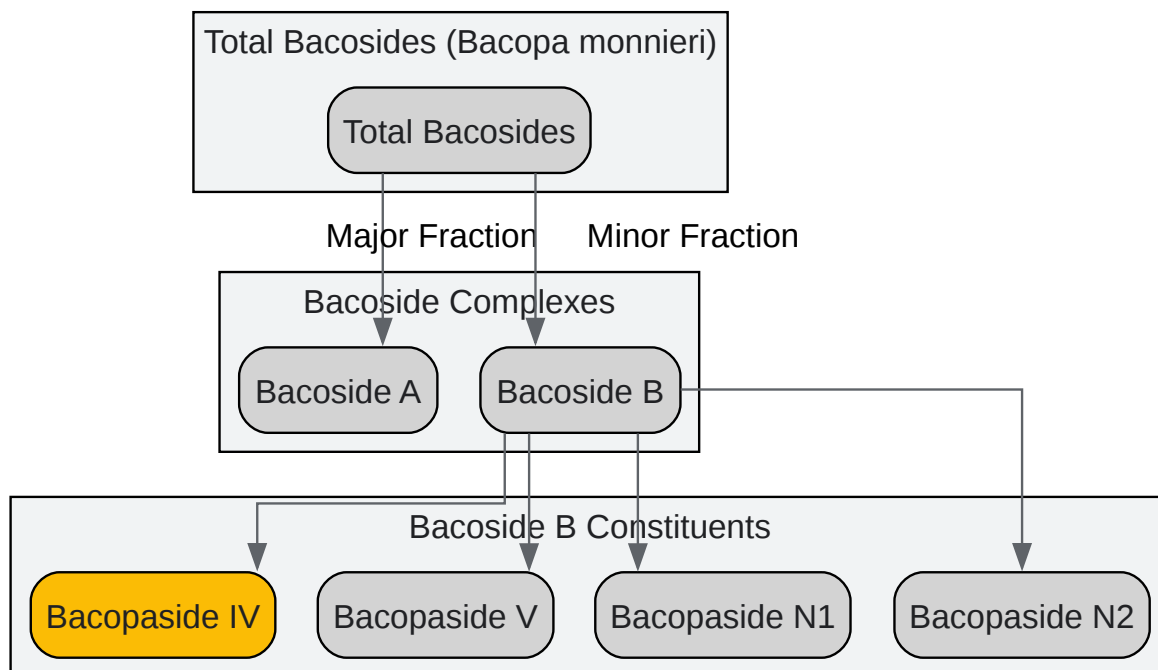 Total Bacosides (Bacopa monnieri)
Total Bacosides
Major Fraction
Minor Fraction
Bacoside Complexes
Bacoside A
Bacoside B
Bacoside B Constituents
Bacopaside IV
Bacopaside V
Bacopaside N1
Bacopaside N2